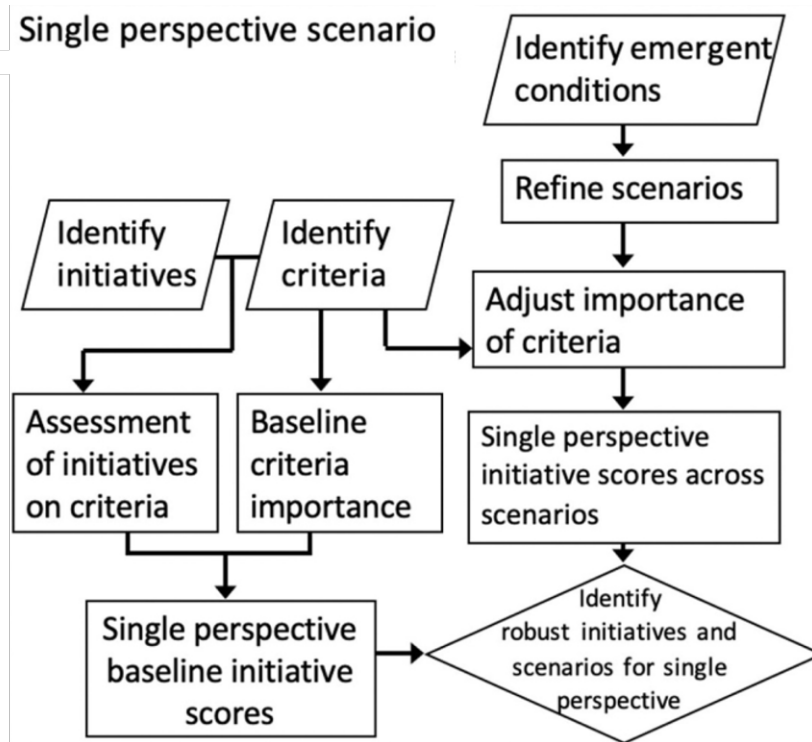 Single perspective scenario
Identify emergent
conditions
Refine scenarios
Identify
initiatives
Identify
criteria
Adjust importance
of criteria
Assessment
of initiatives
on criteria
Baseline
criteria
importance
Single perspective
initiative scores across
scenarios
Single perspective
baseline initiative
scores
Identify
robust initiatives and
scenarios for single
perspective